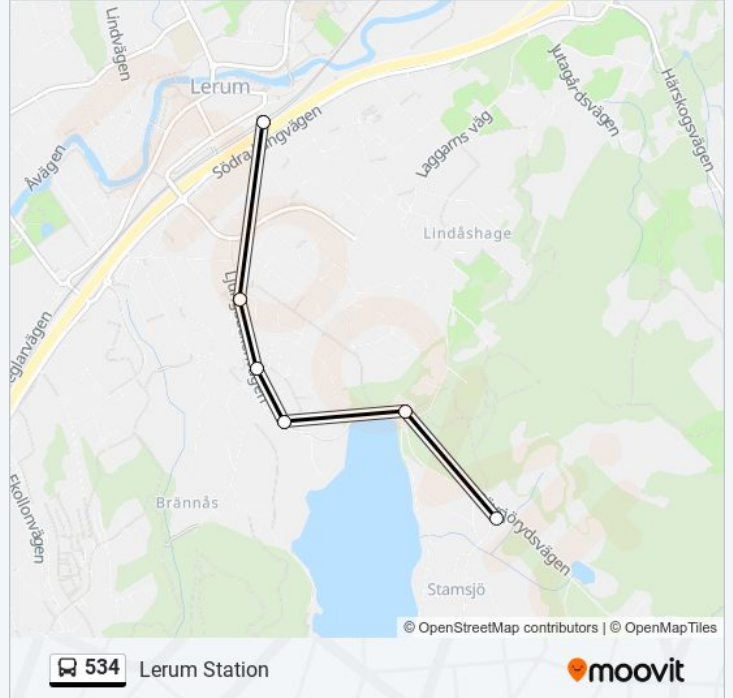 Lindvägen
Lerum
Södra Långvägen
Jutagårdsvägen
Härskogsvägen
Åvägen
Laggarns väg
Lindåshage
Ekollonvägen
Brännås
Stamsjö
© OpenStreetMap contributors | © OpenMapTiles
534 Lerum Station
moovit